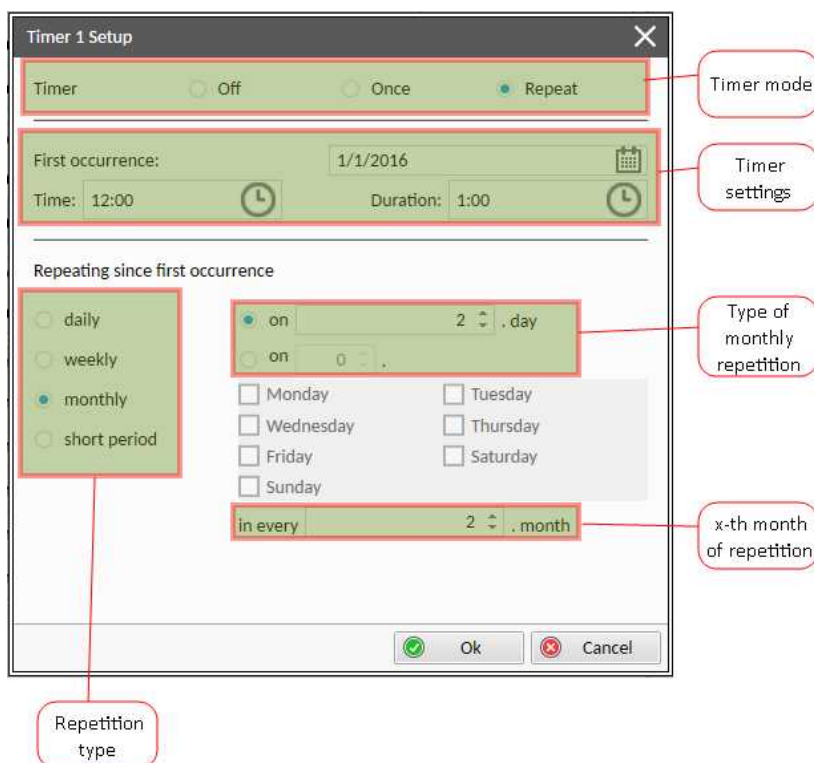 Timer 1 Setup
Timer Off Once Repeat
Timer mode
First occurrence: 1/1/2016
Time: 12:00 Duration: 1:00
Timer
settings
Repeating since first occurrence
daily
weekly
monthly
short period
on 2 . day
on 0 .
Type of
monthly
repetition
Monday Tuesday
Wednesday Thursday
Friday Saturday
Sunday
in every 2 . month
x-th month
of repetition
Ok Cancel
Repetition
type